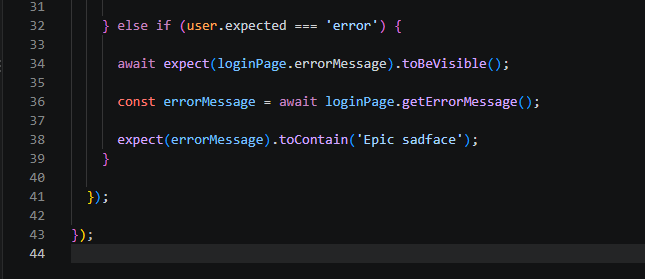 31
32 } else if (user.expected === 'error') {
33
34 await expect(loginPage.errorMessage).toBeVisible();
35
36 const errorMessage = await loginPage.getErrorMessage();
37
38 expect(errorMessage).toContain('Epic sadface');
39 }
40
41 });
42
43 });
44